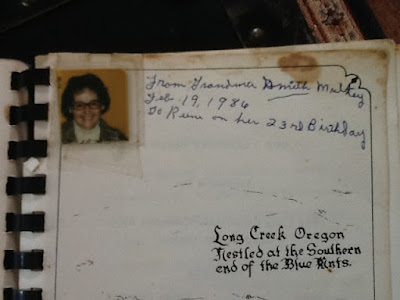 From Grandma Smith Mulkey
Feb 19, 1986
To Rene on her 23rd Birthday
Long Creek Oregon
Nestled at the Southern
end of the Blue Mnts.